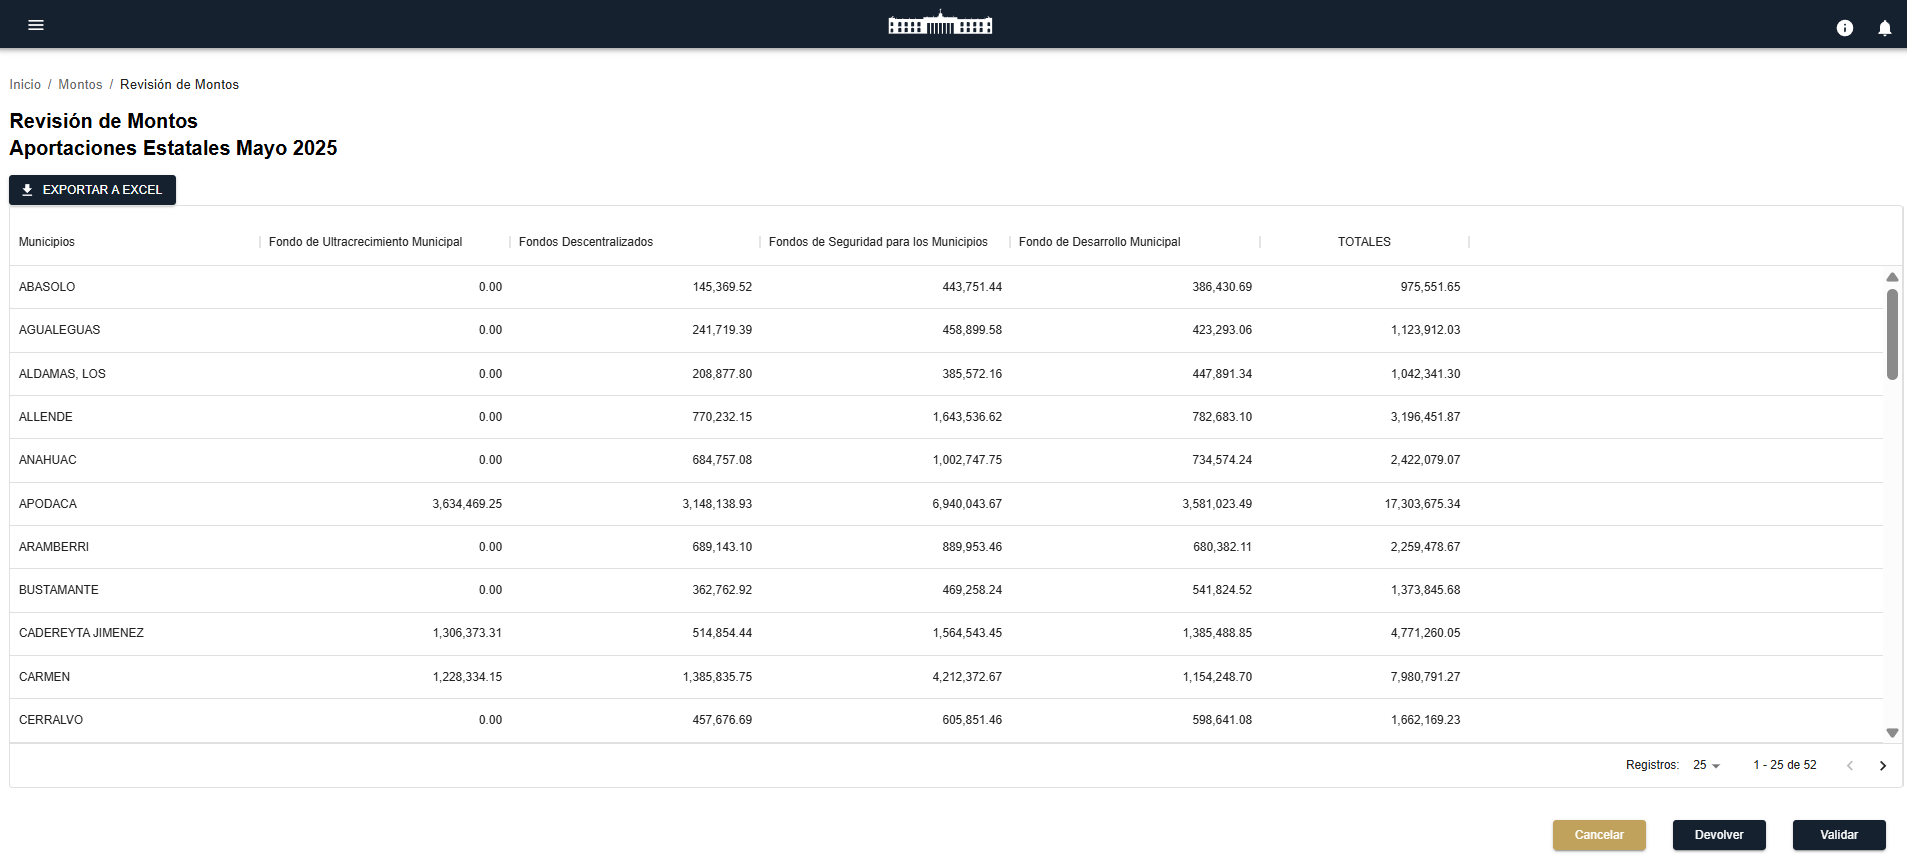 Inicio / Montos / Revisión de Montos
Revisión de Montos
Aportaciones Estatales Mayo 2025
EXPORTAR A EXCEL
Municipios Fondo de Ultracrecimiento Municipal Fondos Descentralizados Fondos de Seguridad para los Municipios Fondo de Desarrollo Municipal TOTALES
ABASOLO 0.00 145,369.52 443,751.44 386,430.69 975,551.65
AGUALEGUAS 0.00 241,719.39 458,899.58 423,293.06 1,123,912.03
ALDAMAS, LOS 0.00 208,877.80 385,572.16 447,891.34 1,042,341.30
ALLENDE 0.00 770,232.15 1,643,536.62 782,683.10 3,196,451.87
ANAHUAC 0.00 684,757.08 1,002,747.75 734,574.24 2,422,079.07
APODACA 3,634,469.25 3,148,138.93 6,940,043.67 3,581,023.49 17,303,675.34
ARAMBERRI 0.00 689,143.10 889,953.46 680,382.11 2,259,478.67
BUSTAMANTE 0.00 362,762.92 469,258.24 541,824.52 1,373,845.68
CADEREYTA JIMENEZ 1,306,373.31 514,854.44 1,564,543.45 1,385,488.85 4,771,260.05
CARMEN 1,228,334.15 1,385,835.75 4,212,372.67 1,154,248.70 7,980,791.27
CERRALVO 0.00 457,676.69 605,851.46 598,641.08 1,662,169.23
Registros: 25 1 - 25 de 52
Cancelar Devolver Validar